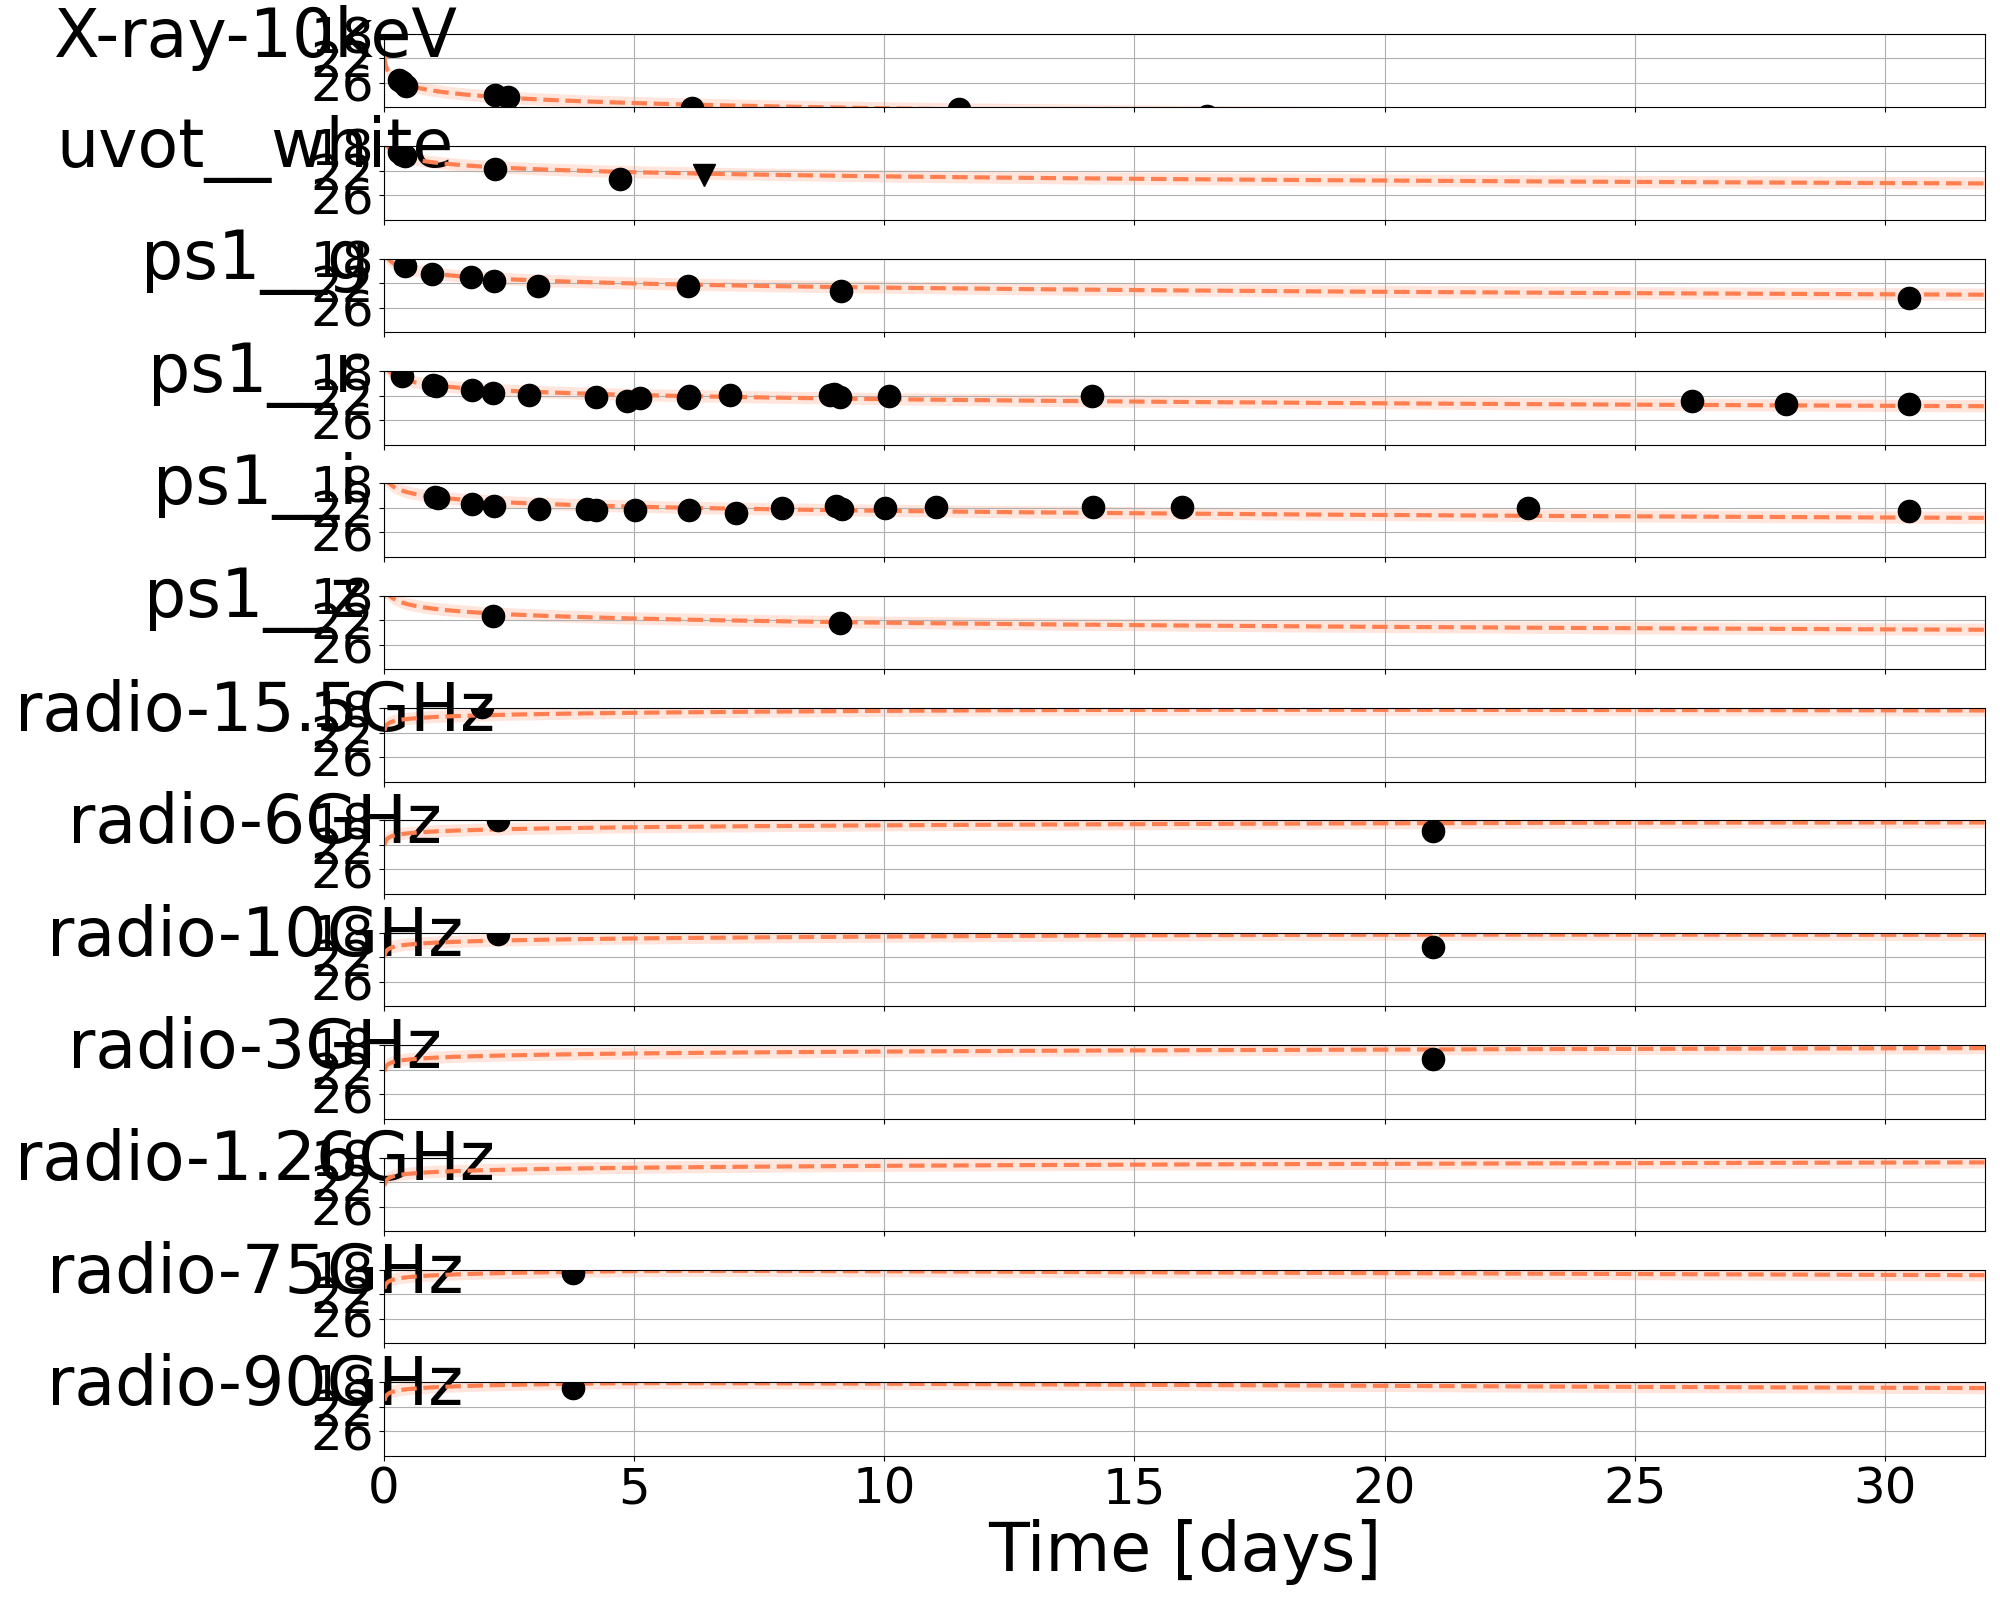 X-ray-10keV
18
22
26
uvot__white
18
22
26
ps1__g
18
22
26
ps1__r
18
22
26
ps1__i
18
22
26
ps1__z
18
22
26
radio-15.5GHz
18
22
26
radio-6GHz
18
22
26
radio-10GHz
18
22
26
radio-3GHz
18
22
26
radio-1.26GHz
18
22
26
radio-75GHz
18
22
26
radio-90GHz
18
22
26
0 5 10 15 20 25 30
Time [days]